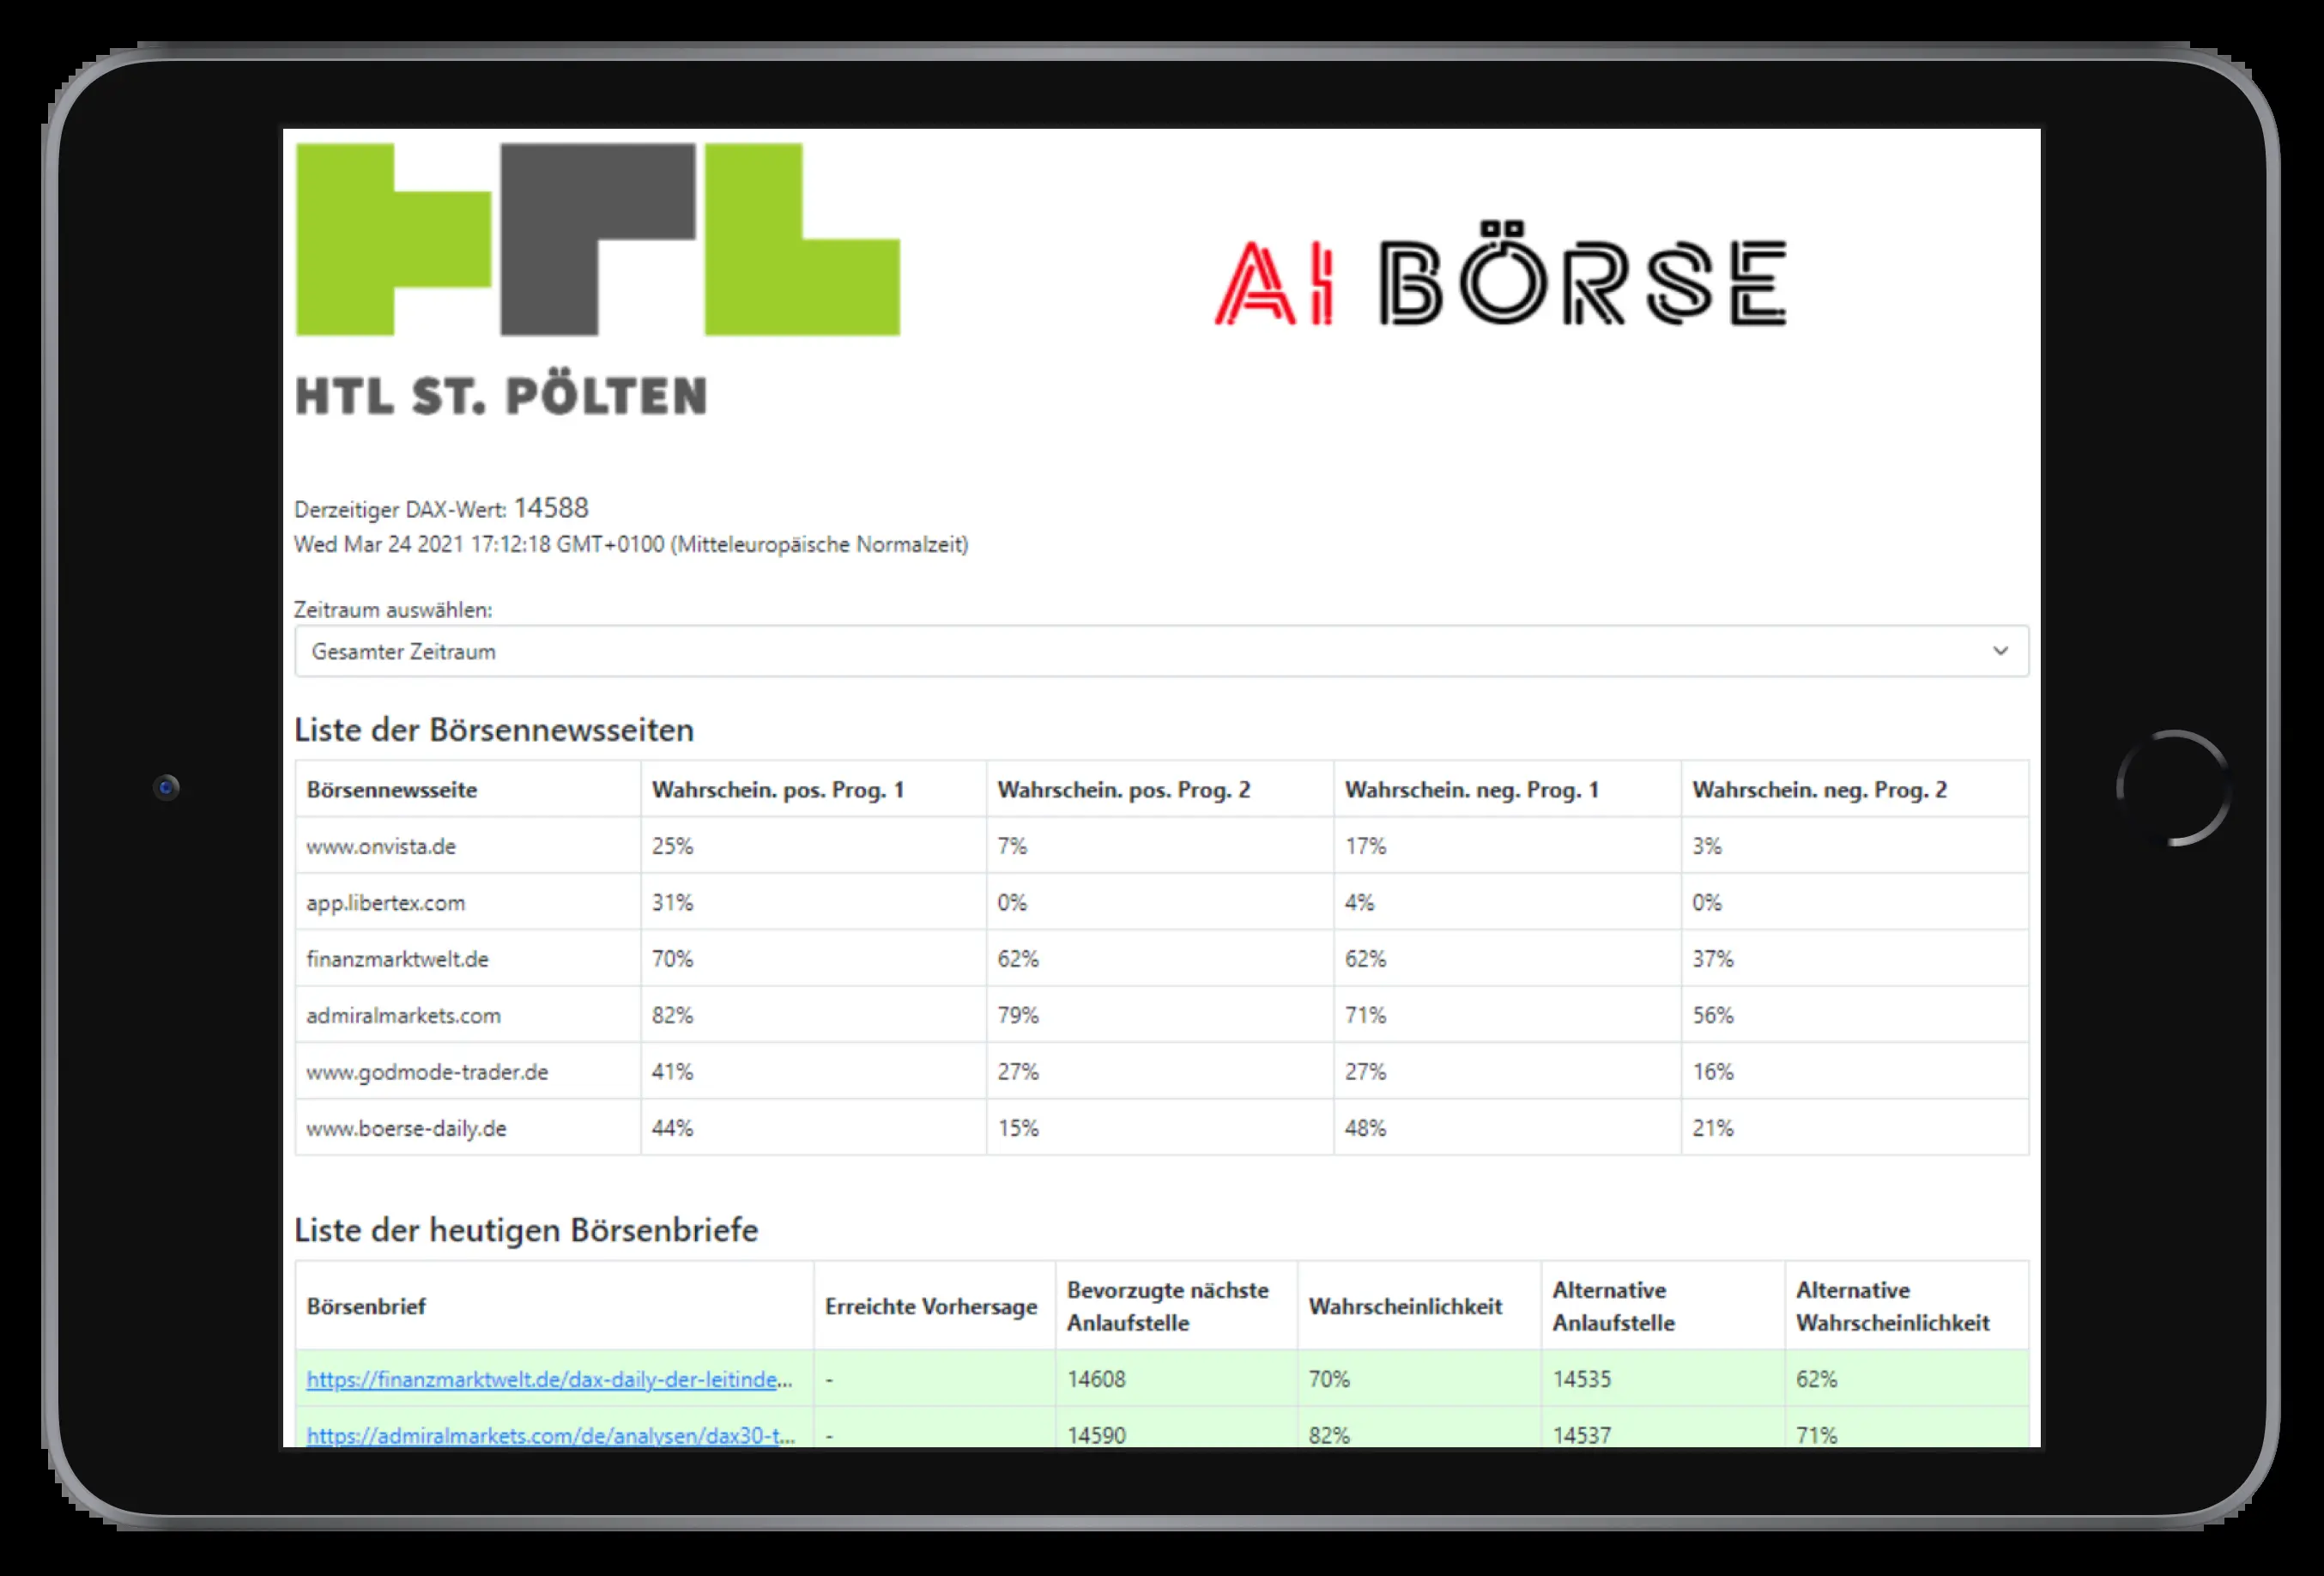 HTL
HTL ST. PÖLTEN
AI BÖRSE
Derzeitiger DAX-Wert: 14588
Wed Mar 24 2021 17:12:18 GMT+0100 (Mitteleuropäische Normalzeit)
Zeitraum auswählen:
Gesamter Zeitraum
Liste der Börsennewsseiten
Börsennewsseite Wahrschein. pos. Prog. 1 Wahrschein. pos. Prog. 2 Wahrschein. neg. Prog. 1 Wahrschein. neg. Prog. 2
www.onvista.de 25% 7% 17% 3%
app.libertex.com 31% 0% 4% 0%
finanzmarktwelt.de 70% 62% 62% 37%
admiralmarkets.com 82% 79% 71% 56%
www.godmode-trader.de 41% 27% 27% 16%
www.boerse-daily.de 44% 15% 48% 21%
Liste der heutigen Börsenbriefe
Börsenbrief Erreichte Vorhersage Bevorzugte nächste Anlaufstelle Wahrscheinlichkeit Alternative Anlaufstelle Alternative Wahrscheinlichkeit
https://finanzmarktwelt.de/dax-daily-der-leitinde... - 14608 70% 14535 62%
https://admiralmarkets.com/de/analysen/dax30-t... - 14590 82% 14537 71%